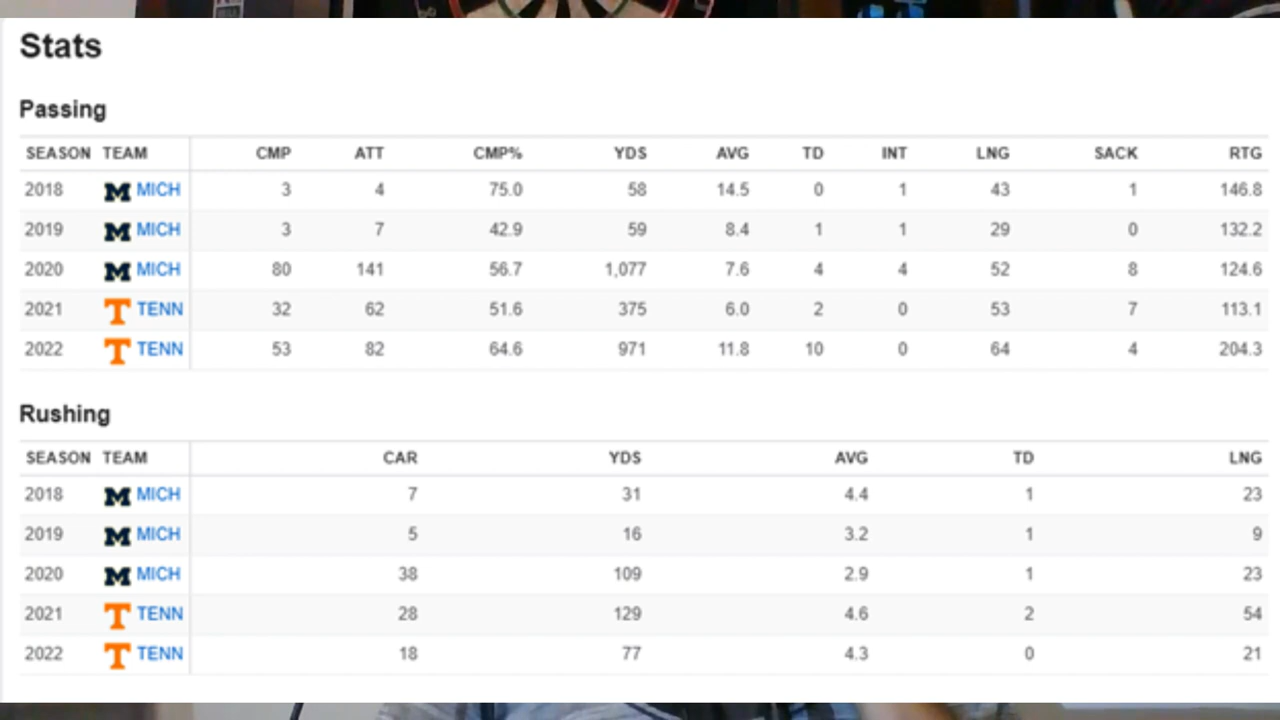 Stats
Passing
SEASON TEAM CMP ATT CMP% YDS AVG TD INT LNG SACK RTG
2018 M MICH 3 4 75.0 58 14.5 0 1 43 1 146.8
2019 M MICH 3 7 42.9 59 8.4 1 1 29 0 132.2
2020 M MICH 80 141 56.7 1,077 7.6 4 4 52 8 124.6
2021 T TENN 32 62 51.6 375 6.0 2 0 53 7 113.1
2022 T TENN 53 82 64.6 971 11.8 10 0 64 4 204.3
Rushing
SEASON TEAM CAR YDS AVG TD LNG
2018 M MICH 7 31 4.4 1 23
2019 M MICH 5 16 3.2 1 9
2020 M MICH 38 109 2.9 1 23
2021 T TENN 28 129 4.6 2 54
2022 T TENN 18 77 4.3 0 21